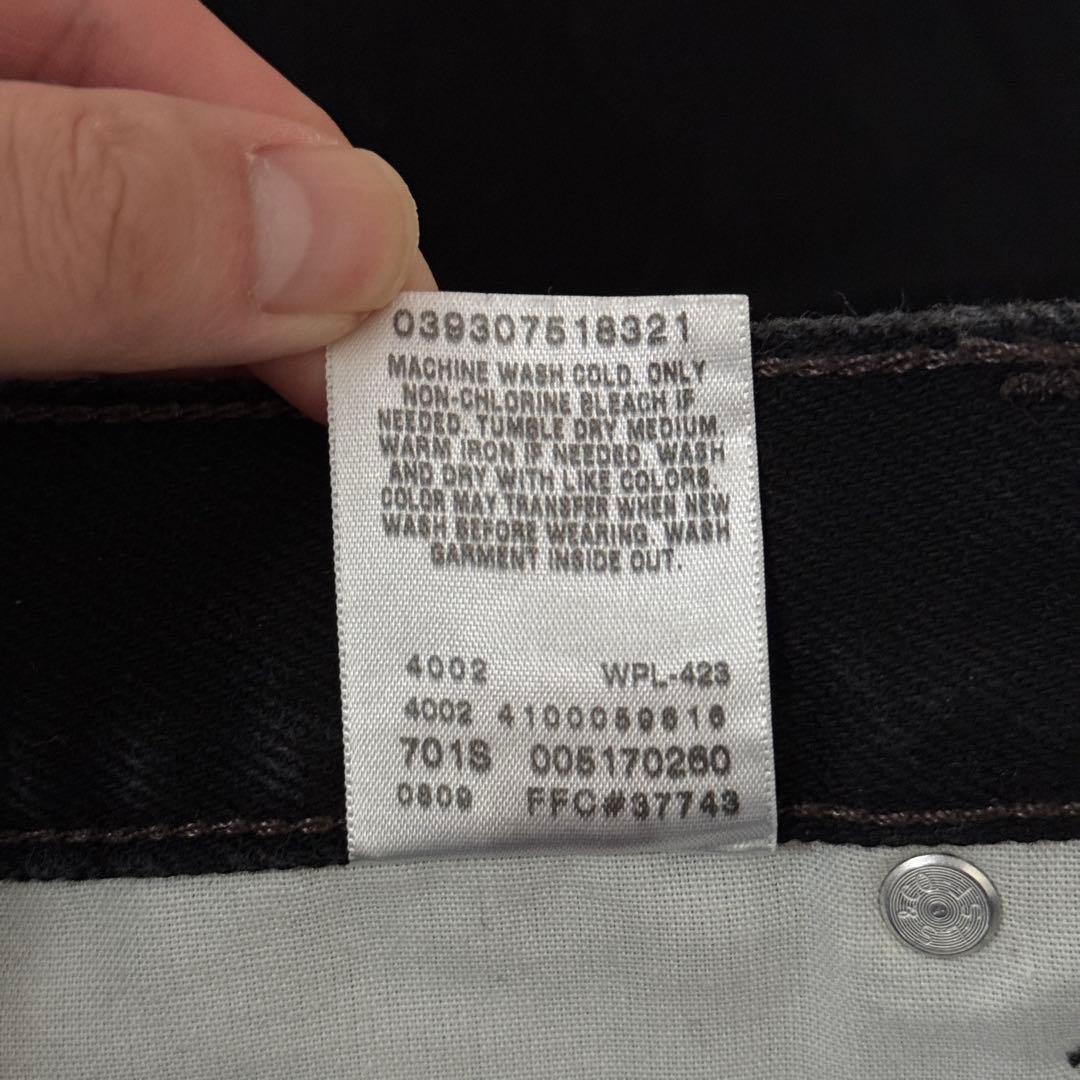 039307518321
MACHINE WASH COLD. ONLY
NON-CHLORINE BLEACH IF
NEEDED. TUMBLE DRY MEDIUM.
WARM IRON IF NEEDED. WASH
AND DRY WITH LIKE COLORS.
COLOR MAY TRANSFER WHEN NEW
WASH BEFORE WEARING. WASH
GARMENT INSIDE OUT.
4002 WPL-423
4002 4100059616
701S 005170260
0809 FFC#37743